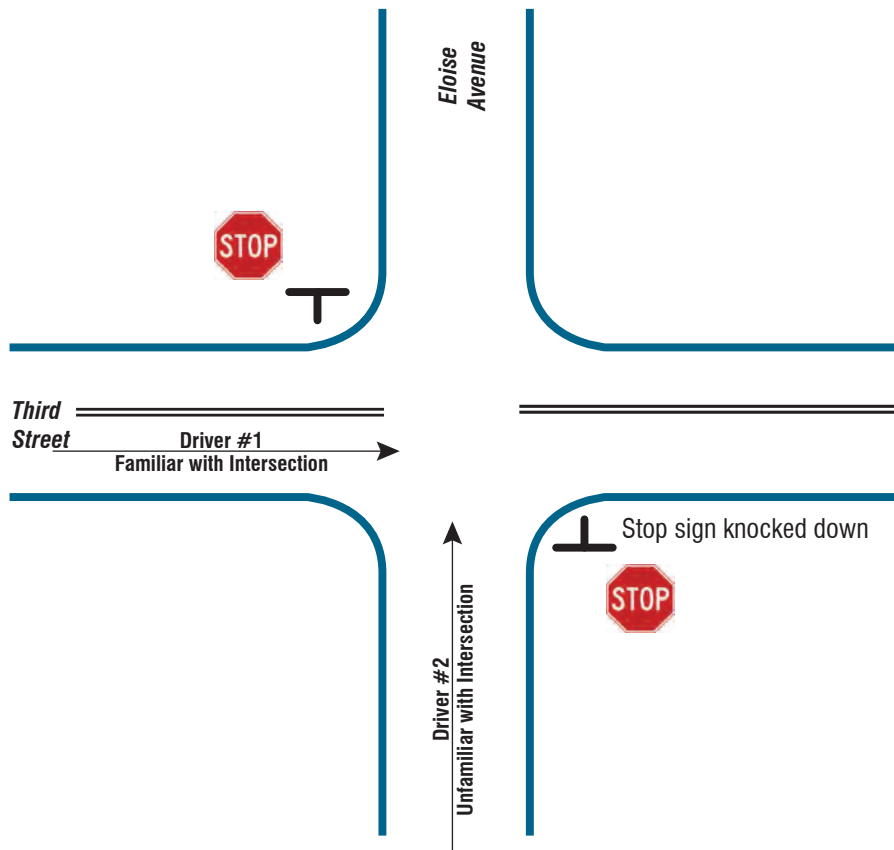 Eloise
Avenue
STOP
Third
Street
Driver #1
Familiar with Intersection
Stop sign knocked down
STOP
Driver #2
Unfamiliar with Intersection